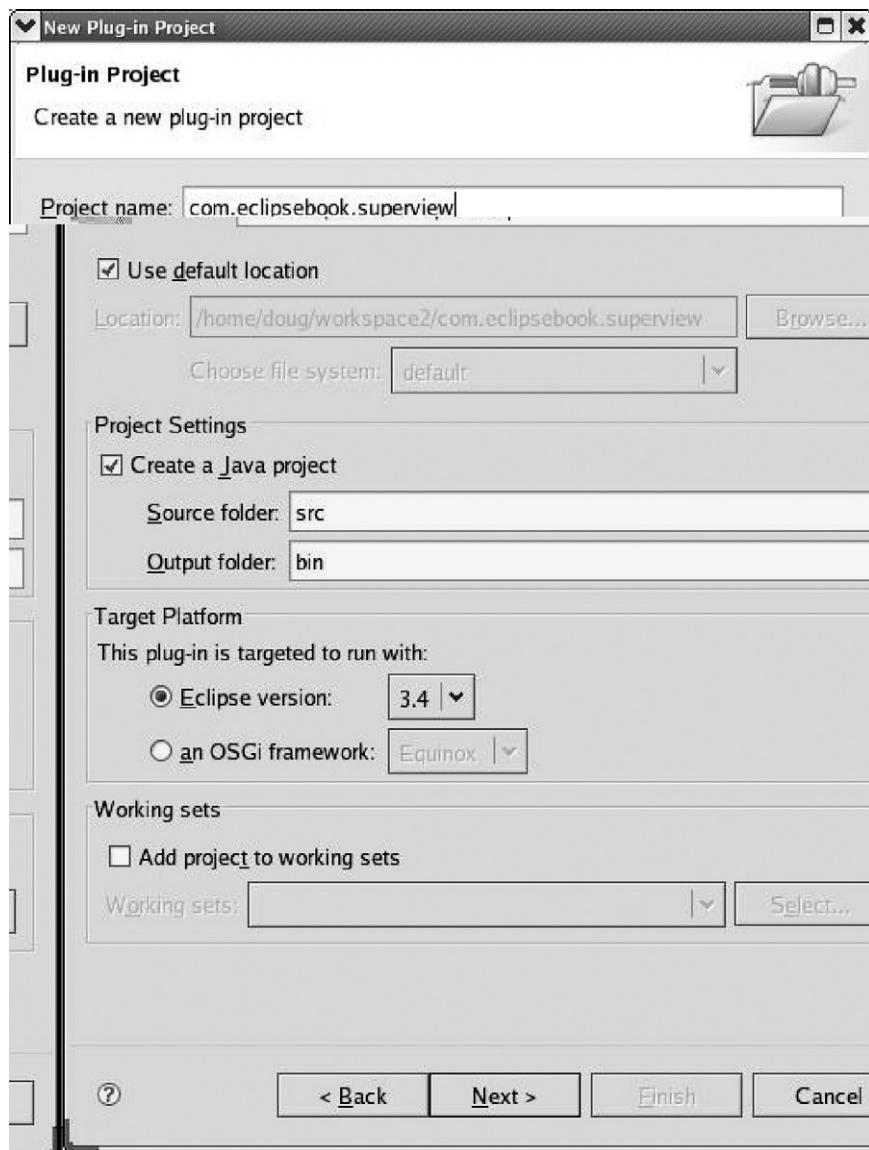 New Plug-in Project
Plug-in Project
Create a new plug-in project
Project name: com.eclipsebook.superview
Use default location
Location: /home/doug/workspace2/com.eclipsebook.superview Browse...
Choose file system: default
Project Settings
Create a Java project
Source folder: src
Output folder: bin
Target Platform
This plug-in is targeted to run with:
Eclipse version: 3.4
an OSGi framework: Equinox
Working sets
Add project to working sets
Working sets: Select...
? < Back Next > Finish Cancel